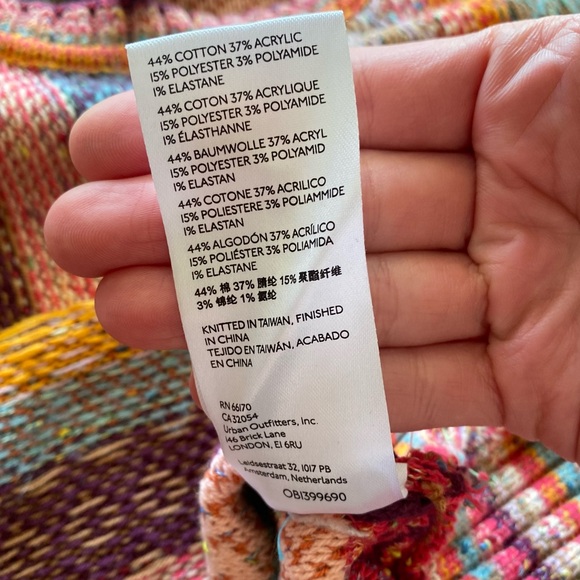 44% COTTON 37% ACRYLIC
15% POLYESTER 3% POLYAMIDE
1% ELASTANE
44% COTON 37% ACRYLIQUE
15% POLYESTER 3% POLYAMIDE
1% ÉLASTHANNE
44% BAUMWOLLE 37% ACRYL
15% POLYESTER 3% POLYAMID
1% ELASTAN
44% COTONE 37% ACRILICO
15% POLIESTERE 3% POLIAMMIDE
1% ELASTAN
44% ALGODÓN 37% ACRÍLICO
15% POLIÉSTER 3% POLIAMIDA
1% ELASTANE
44% 棉 37% 腈纶 15% 聚酯纤维
3% 锦纶 1% 氨纶
KNITTED IN TAIWAN, FINISHED
IN CHINA
TEJIDO EN TAIWÁN, ACABADO
EN CHINA
RN 66170
CA 32054
Urban Outfitters, Inc.
146 Brick Lane
LONDON, E1 6RU
Leidsestraat 32, 1017 PB
Amsterdam, Netherlands
OB1399690